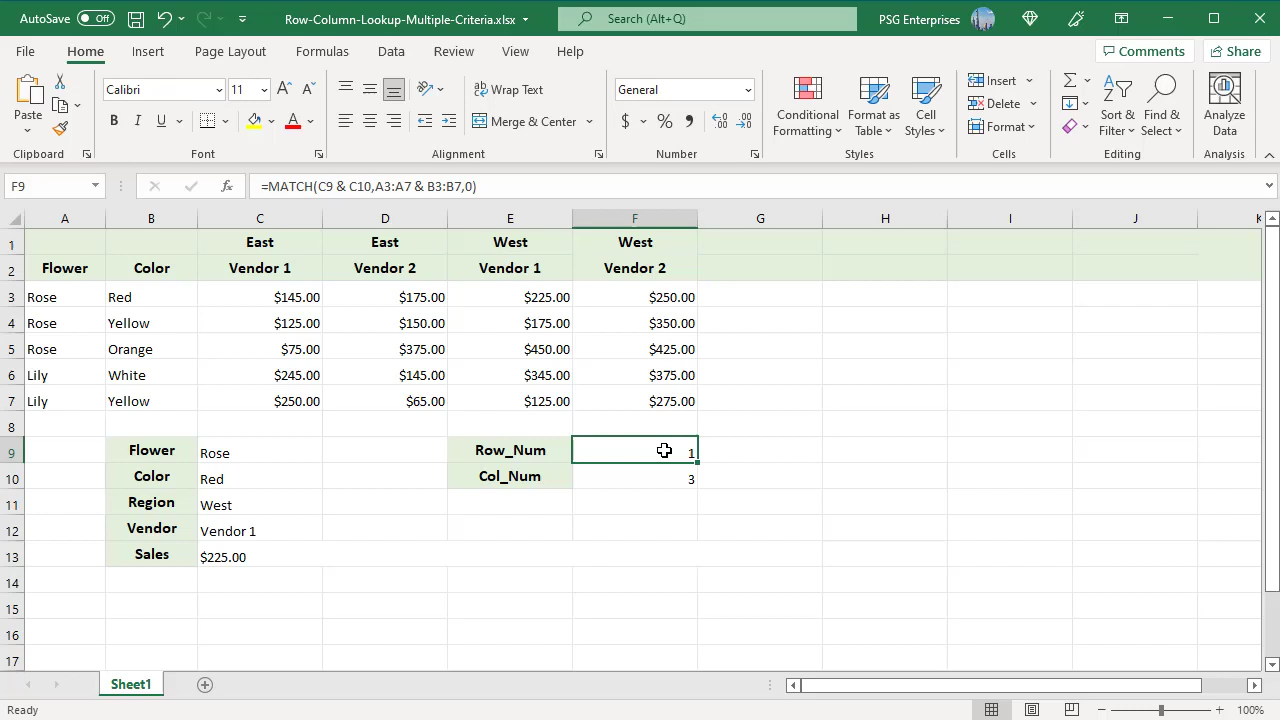 AutoSave Off Row-Column-Lookup-Multiple-Criteria.xlsx Search (Alt+Q) PSG Enterprises
File Home Insert Page Layout Formulas Data Review View Help Comments Share
Paste Calibri 11 Wrap Text General Conditional Formatting Format as Table Cell Styles Insert Sort & Filter Find & Select Analyze Data
B I U A Merge & Center $ % Delete
Format
Clipboard Font Alignment Number Styles Cells Editing Analysis
F9 fx =MATCH(C9 & C10,A3:A7 & B3:B7,0)
A B C D E F G H I J K
1 East East West West
2 Flower Color Vendor 1 Vendor 2 Vendor 1 Vendor 2
3 Rose Red $145.00 $175.00 $225.00 $250.00
4 Rose Yellow $125.00 $150.00 $175.00 $350.00
5 Rose Orange $75.00 $375.00 $450.00 $425.00
6 Lily White $245.00 $145.00 $345.00 $375.00
7 Lily Yellow $250.00 $65.00 $125.00 $275.00
8
9 Flower Rose Row_Num 1
10 Color Red Col_Num 3
11 Region West
12 Vendor Vendor 1
13 Sales $225.00
14
15
16
17
Sheet1
Ready 100%